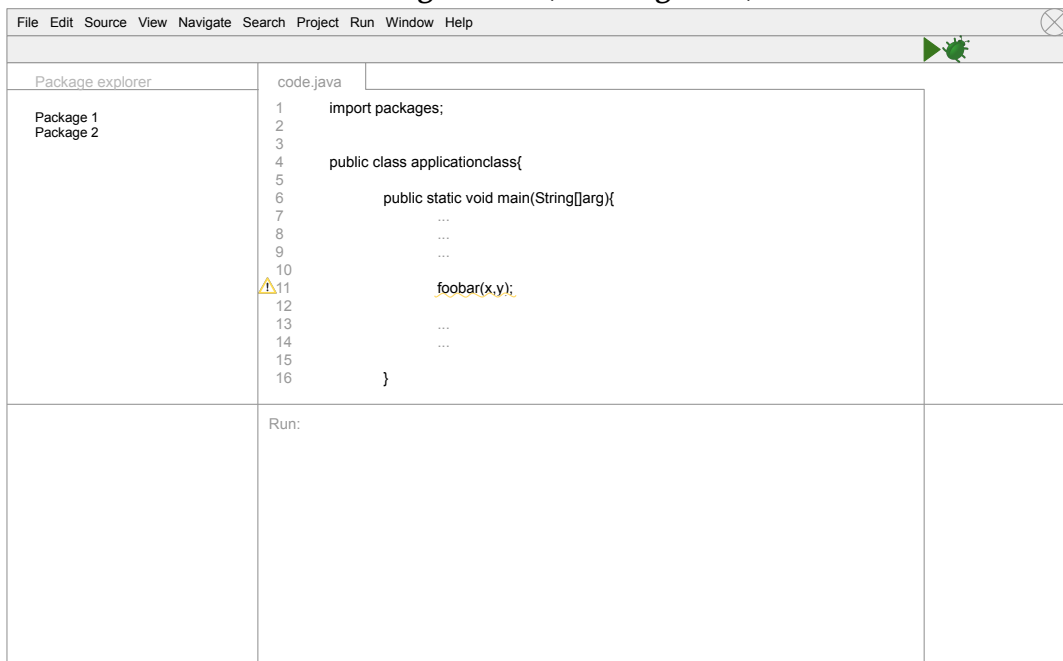 File Edit Source View Navigate Search Project Run Window Help
Package explorer
Package 1
Package 2
code.java
1 import packages;
2
3
4 public class applicationclass{
5
6 public static void main(String[]arg){
7 ...
8 ...
9 ...
10
! 11 foobar(x,y);
12
13 ...
14 ...
15
16 }
Run: